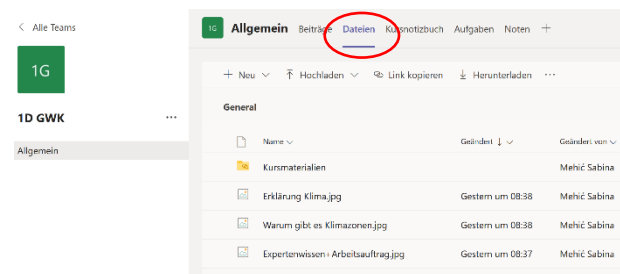 Alle Teams
1G
1D GWK ...
Allgemein
1G Allgemein Beiträge Dateien Kursnotizbuch Aufgaben Noten +
+ Neu Hochladen Link kopieren Herunterladen ...
General
Name Geändert ↓ Geändert von
Kursmaterialien Mehić Sabina
Erklärung Klima.jpg Gestern um 08:38 Mehić Sabina
Warum gibt es Klimazonen.jpg Gestern um 08:38 Mehić Sabina
Expertenwissen Arbeitsauftrag.jpg Gestern um 08:37 Mehić Sabina